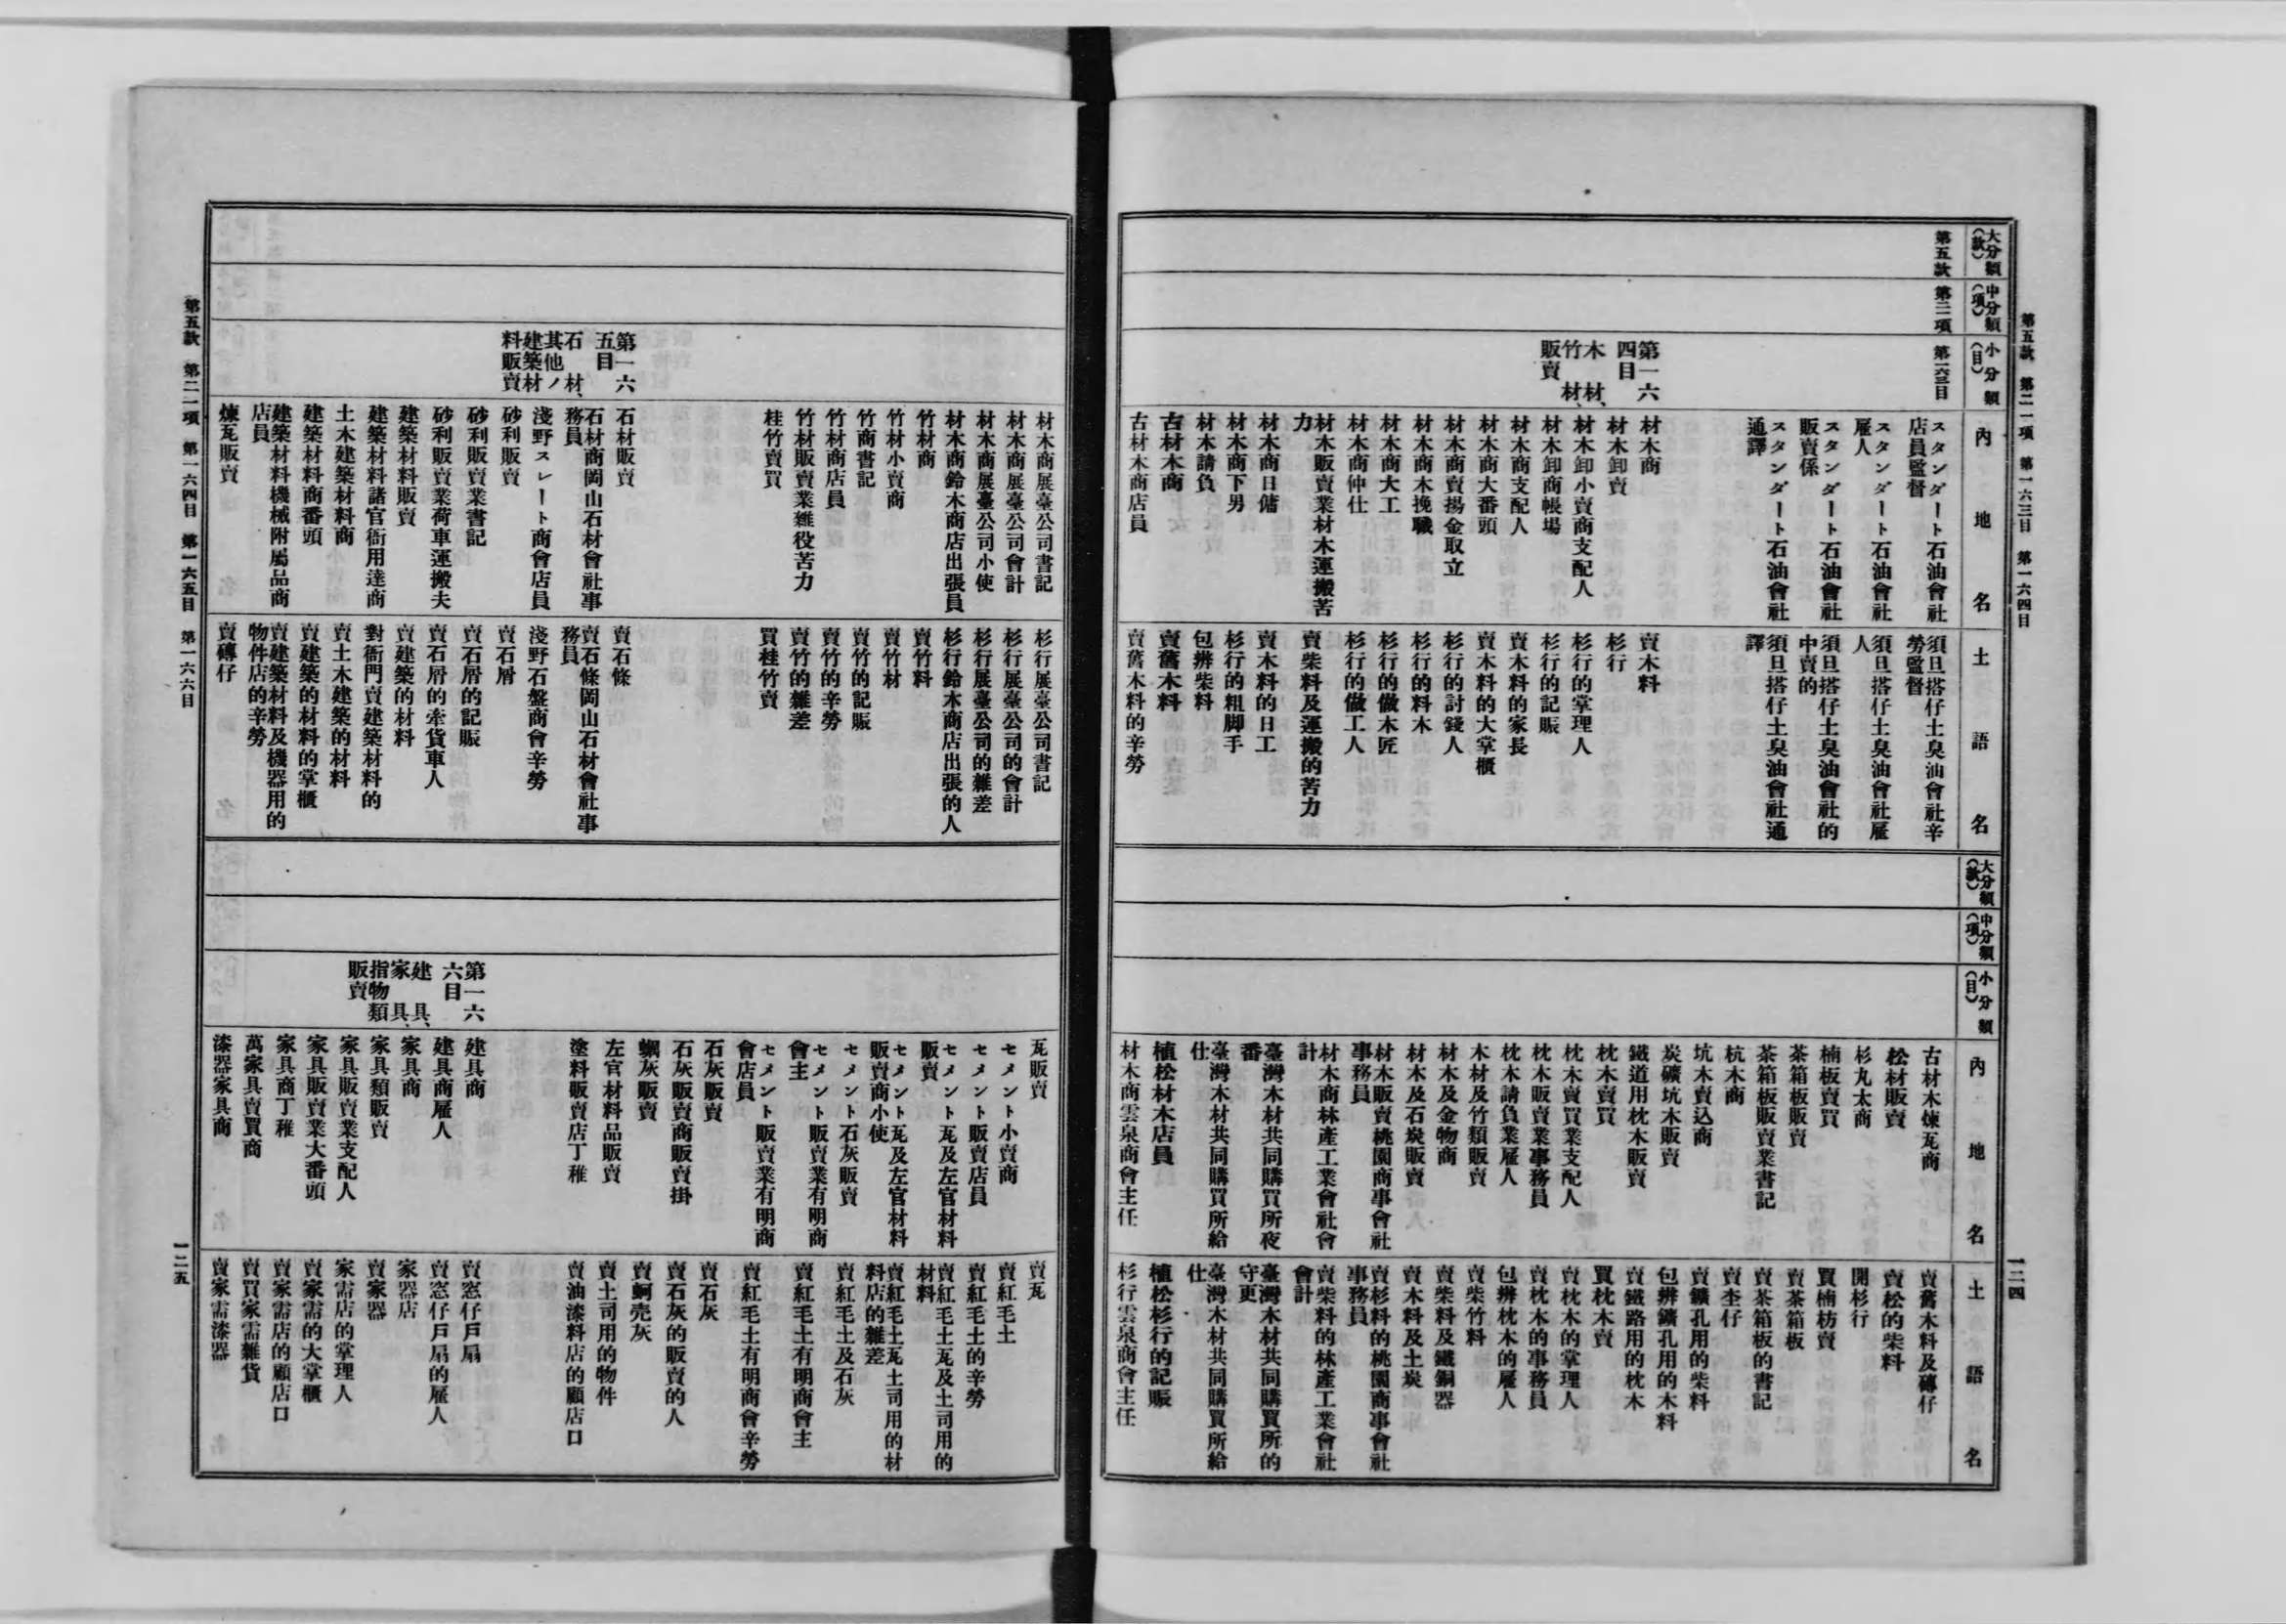 第五款 第二一項 第一六三目 第一六四目
一二四
大分類(款)
中分類(項)
小分類(目)
內地名
土語名
第五款
第二一項
第一六三目
スタンダート石油會社
店員監督
スタンダート石油會社
雇人
スタンダート石油會社
販賣係
スタンダート石油會社
通譯
須旦搭仔土臭油會社辛
勞監督
須旦搭仔土臭油會社雇
人
須旦搭仔土臭油會社的
中賣的
須旦搭仔土臭油會社通
譯
第一六
四目
木材、
竹材、
販賣
材木商
材木卸賣
材木卸小賣商支配人
材木卸商帳場
材木商支配人
材木商大番頭
材木商賣揚金取立
材木商木挽職
材木商大工
材木商仲仕
材木販賣業材木運搬苦
力
材木商日傭
材木商下男
材木請負
古材木商
古材木商店員
賣木料
杉行
杉行的掌理人
杉行的記賬
賣木料的家長
賣木料的大掌櫃
杉行的討錢人
杉行的料木
杉行的做木匠
杉行的做工人
賣柴料及運搬的苦力
賣木料的日工
杉行的粗脚手
包辨柴料
賣舊木料
賣舊木料的辛勞
大分類(款)
中分類(項)
小分類(目)
內地名
土語名
古材木煉瓦商
松材販賣
杉丸太商
楠板賣買
茶箱板販賣
茶箱板販賣業書記
杭木商
坑木賣込商
炭礦坑木販賣
鐵道用枕木販賣
枕木賣買
枕木賣買業支配人
枕木販賣業事務員
枕木請負業雇人
木材及竹類販賣
材木及金物商
材木及石炭販賣
材木販賣桃園商事會社
事務員
材木商林產工業會社會
計
臺灣木材共同購買所夜
番
臺灣木材共同購買所給
仕
植松材木店員
材木商雲泉商會主任
賣舊木料及磚仔
賣松的柴料
開杉行
買楠枋賣
賣茶箱板
賣茶箱板的書記
賣杢仔
賣鑛孔用的柴料
包辨鑛孔用的木料
賣鐵路用的枕木
買枕木賣
賣枕木的掌理人
賣枕木的事務員
包辨枕木的雇人
賣柴竹料
賣柴料及鐵銅器
賣木料及土炭
賣杉料的桃園商事會社
事務員
賣柴料的林產工業會社
會計
臺灣木材共同購買所的
守更
臺灣木材共同購買所給
仕
植松杉行的記賬
杉行雲泉商會主任
材木商展臺公司書記
材木商展臺公司會計
材木商展臺公司小使
材木商鈴木商店出張員
竹材商
竹材小賣商
竹商書記
竹材商店員
竹材販賣業雜役苦力
桂竹賣買
杉行展臺公司書記
杉行展臺公司的會計
杉行展臺公司的雜差
杉行鈴木商店出張的人
賣竹料
賣竹材
賣竹的記賬
賣竹的辛勞
賣竹的雜差
買桂竹賣
第一六
五目
石材、
其他ノ
建築材
料販賣
石材販賣
石材商岡山石材會社事
務員
淺野スレート商會店員
砂利販賣
砂利販賣業書記
砂利販賣業荷車運搬夫
建築材料販賣
建築材料諸官衙用達商
土木建築材料商
建築材料商番頭
建築材料機械附屬品商
店員
煉瓦販賣
賣石條
賣石條岡山石材會社事
務員
淺野石盤商會辛勞
賣石屑
賣石屑的記賬
賣石屑的牽貨車人
賣建築的材料
對衙門賣建築材料的
賣土木建築的材料
賣建築的材料的掌櫃
賣建築材料及機器用的
物件店的辛勞
賣磚仔
瓦販賣
セメント小賣商
セメント販賣店員
セメント瓦及左官材料
販賣
セメント瓦及左官材料
販賣商小使
セメント石灰販賣
セメント販賣業有明商
會主
セメント販賣業有明商
會店員
石灰販賣
石灰販賣商販賣掛
蠣灰販賣
左官材料品販賣
塗料販賣店丁稚
賣瓦
賣紅毛土
賣紅毛土的辛勞
賣紅毛土瓦及土司用的
材料
賣紅毛土瓦土司用的材
料店的雜差
賣紅毛土及石灰
賣紅毛土有明商會主
賣紅毛土有明商會辛勞
賣石灰
賣石灰的販賣的人
賣蚵壳灰
賣土司用的物件
賣油漆料店的顧店口
第一六
六目
建具、
家具、
指物類
販賣
建具商
建具商雇人
家具商
家具類販賣
家具販賣業支配人
家具販賣業大番頭
家具商丁稚
萬家具賣買商
漆器家具商
賣窓仔戶扇
賣窓仔戶扇的雇人
家器店
賣家器
家需店的掌理人
賣家需的大掌櫃
賣家需店的顧店口
賣買家需雜貨
賣家需漆器
第五款 第二一項 第一六四目 第一六五目 第一六六目
一二五